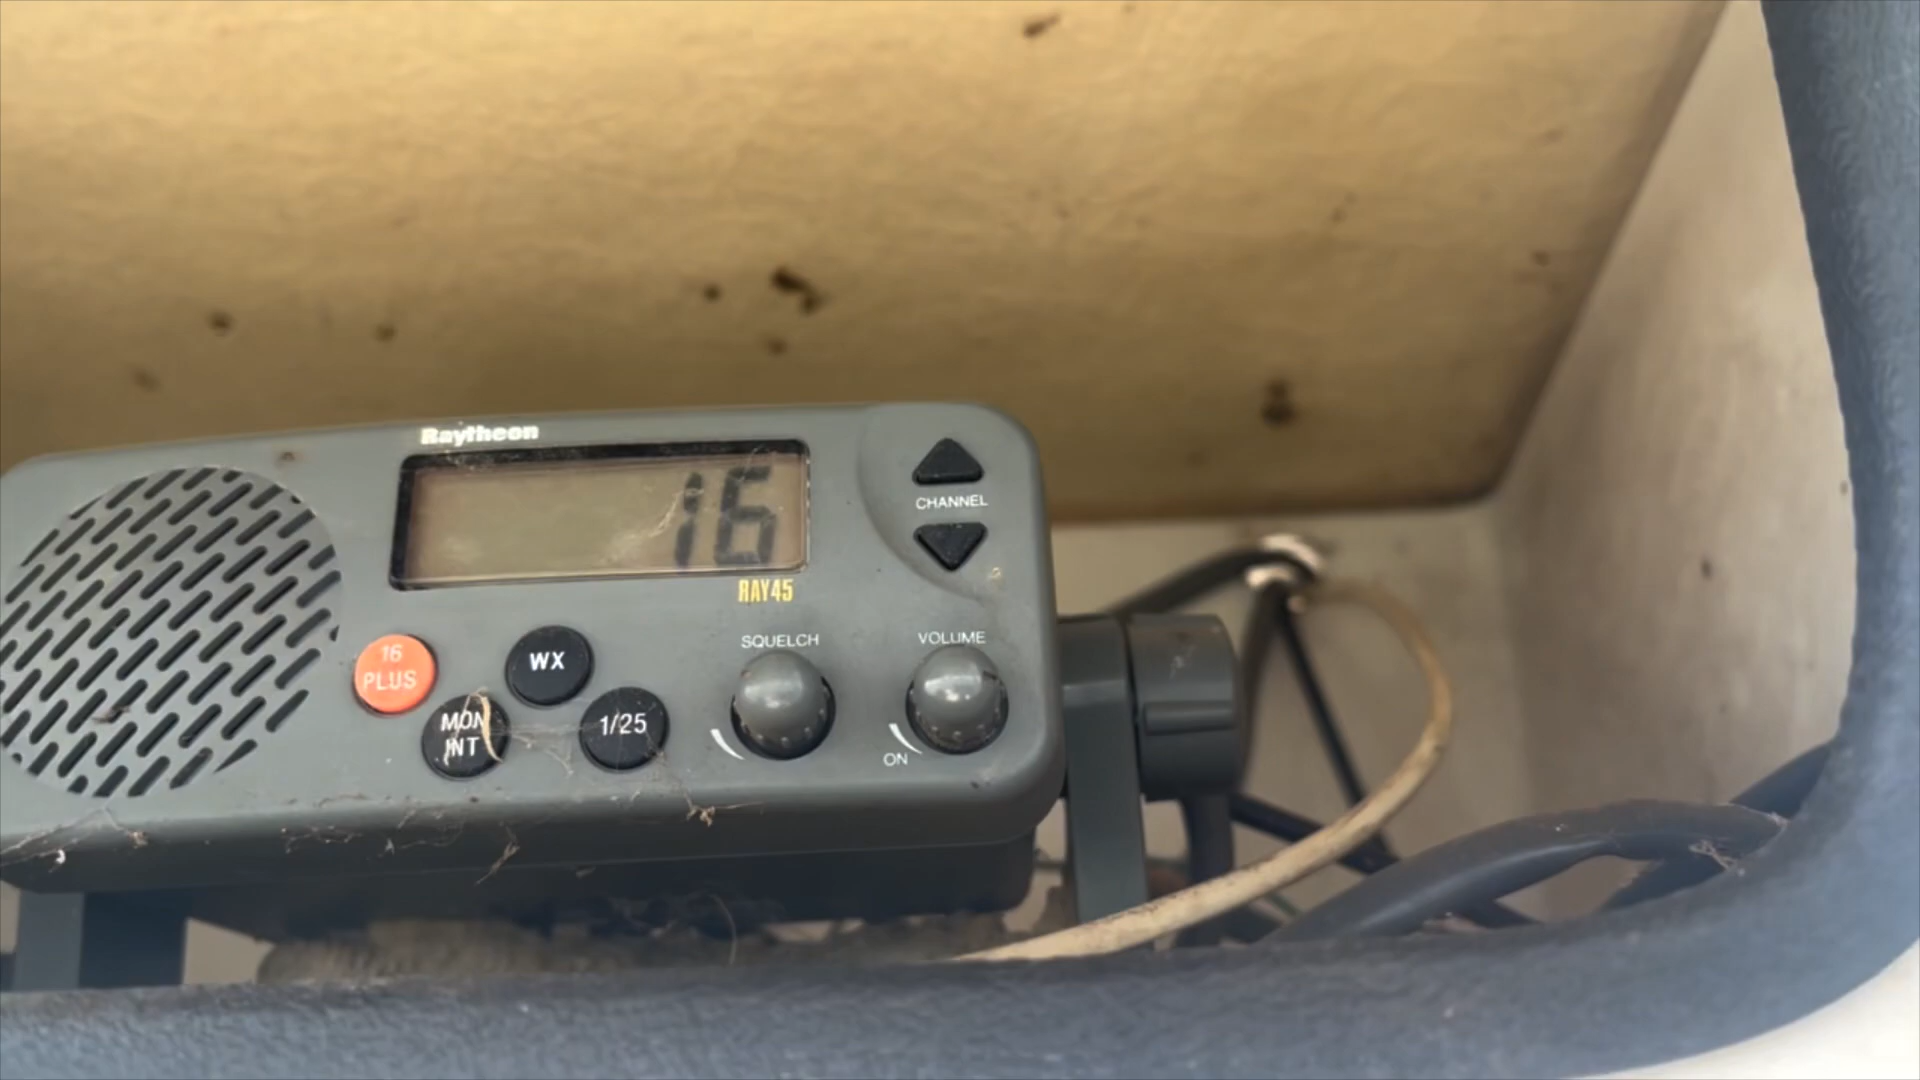 Raytheon
16
CHANNEL
RAY45
SQUELCH
VOLUME
16
PLUS
WX
MON
INT
1/25
ON